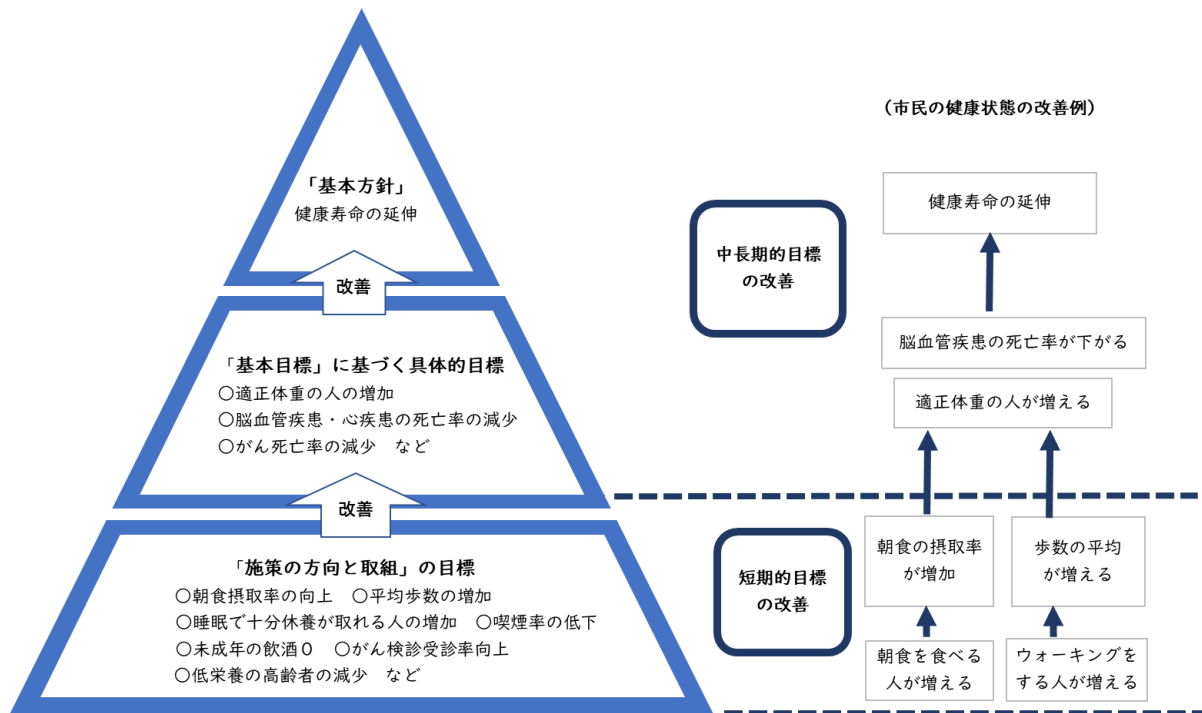 「基本方針」
健康寿命の延伸
改善
「基本目標」に基づく具体的目標
○適正体重の人の増加
○脳血管疾患・心疾患の死亡率の減少
○がん死亡率の減少　など
改善
「施策の方向と取組」の目標
○朝食摂取率の向上　○平均歩数の増加
○睡眠で十分休養が取れる人の増加　○喫煙率の低下
○未成年の飲酒０　○がん検診受診率向上
○低栄養の高齢者の減少　など
（市民の健康状態の改善例）
中長期的目標
の改善
健康寿命の延伸
脳血管疾患の死亡率が下がる
適正体重の人が増える
短期的目標
の改善
朝食の摂取率
が増加
歩数の平均
が増える
朝食を食べる
人が増える
ウォーキングを
する人が増える